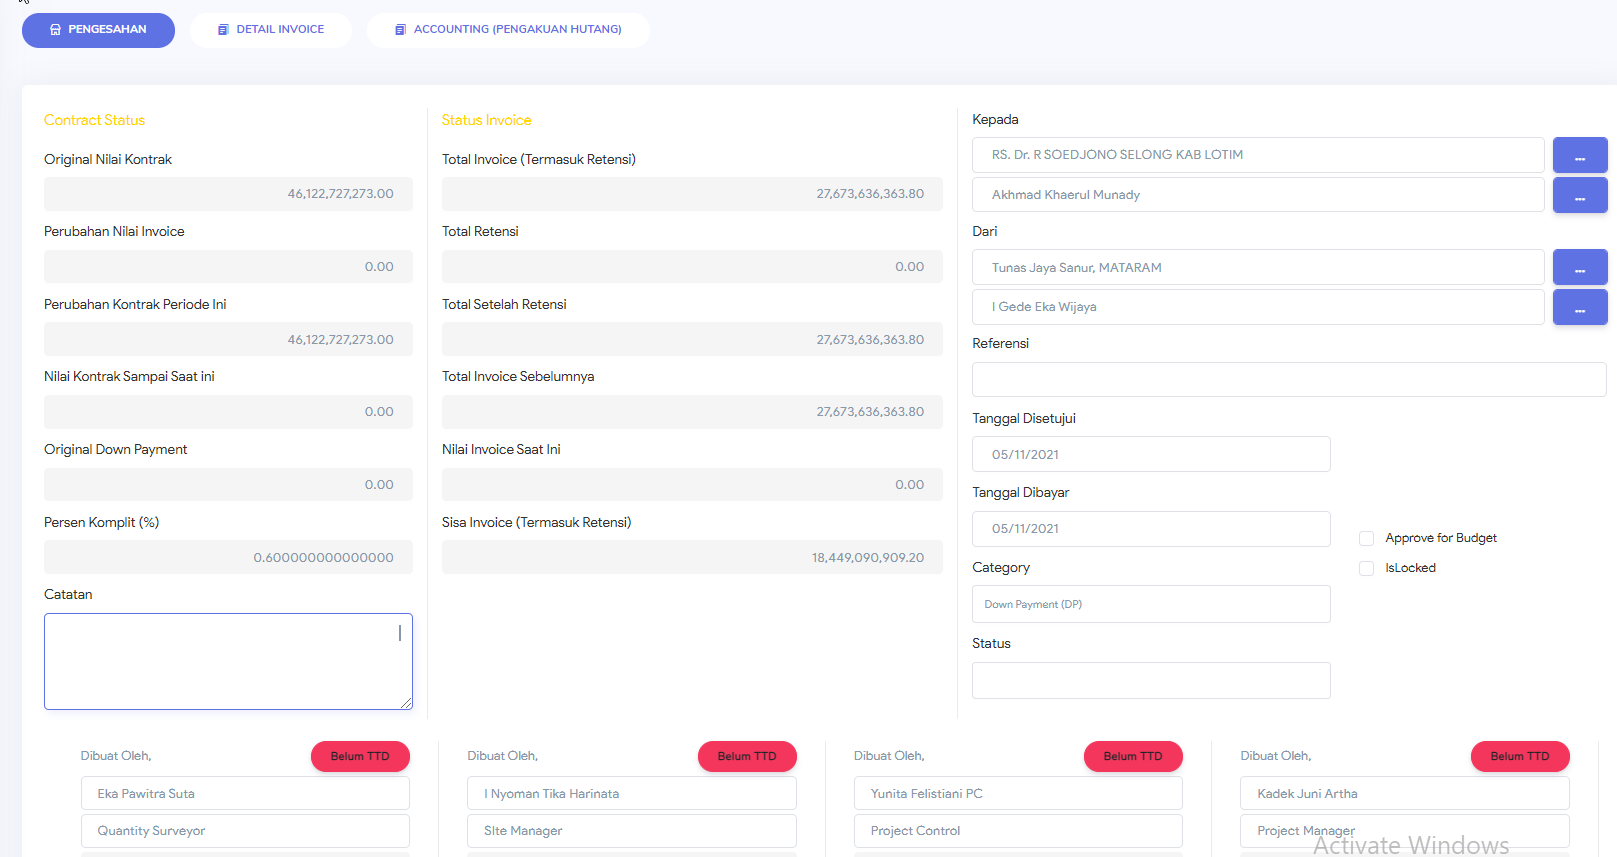 PENGESAHAN
DETAIL INVOICE
ACCOUNTING (PENGAKUAN HUTANG)
Contract Status
Original Nilai Kontrak
46,122,727,273.00
Perubahan Nilai Invoice
0.00
Perubahan Kontrak Periode Ini
46,122,727,273.00
Nilai Kontrak Sampai Saat ini
0.00
Original Down Payment
0.00
Persen Komplit (%)
0.600000000000000
Catatan
Status Invoice
Total Invoice (Termasuk Retensi)
27,673,636,363.80
Total Retensi
0.00
Total Setelah Retensi
27,673,636,363.80
Total Invoice Sebelumnya
27,673,636,363.80
Nilai Invoice Saat Ini
0.00
Sisa Invoice (Termasuk Retensi)
18,449,090,909.20
Kepada
RS. Dr. R SOEDJONO SELONG KAB LOTIM
...
Akhmad Khaerul Munady
...
Dari
Tunas Jaya Sanur, MATARAM
...
I Gede Eka Wijaya
...
Referensi
Tanggal Disetujui
05/11/2021
Tanggal Dibayar
05/11/2021
Approve for Budget
IsLocked
Category
Down Payment (DP)
Status
Dibuat Oleh,
Belum TTD
Eka Pawitra Suta
Quantity Surveyor
Dibuat Oleh,
Belum TTD
I Nyoman Tika Harinata
SIte Manager
Dibuat Oleh,
Belum TTD
Yunita Felistiani PC
Project Control
Dibuat Oleh,
Belum TTD
Kadek Juni Artha
Project Manager
Activate Windows